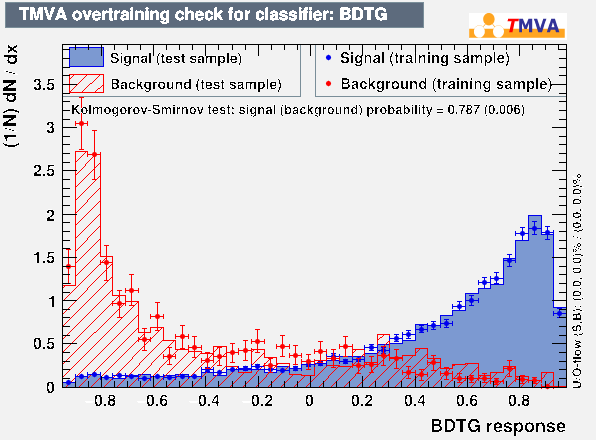 TMVA overtraining check for classifier: BDTG
TMVA
Signal (test sample)
Background (test sample)
Signal (training sample)
Background (training sample)
Kolmogorov-Smirnov test: signal (background) probability = 0.787 (0.006)
(1/N) dN / dx
3.5
3
2.5
2
1.5
1
0.5
0
-0.8 -0.6 -0.4 -0.2 0 0.2 0.4 0.6 0.8
BDTG response
U/O-flow (S,B): (0.0, 0.0)% / (0.0, 0.0)%